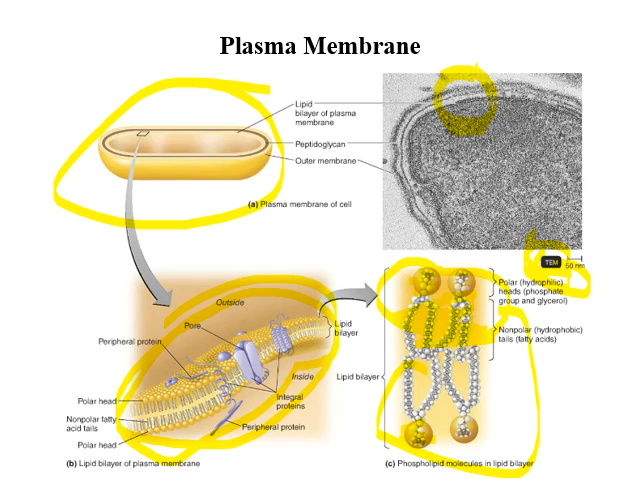 Plasma Membrane
Lipid
bilayer of plasma
membrane
Peptidoglycan
Outer membrane
(a) Plasma membrane of cell
TEM
50 nm
Outside
Pore
Peripheral protein
Lipid
bilayer
Inside
Integral
proteins
Polar head
Nonpolar fatty
acid tails
Polar head
Peripheral protein
(b) Lipid bilayer of plasma membrane
Polar (hydrophilic)
heads (phosphate
group and glycerol)
Nonpolar (hydrophobic)
tails (fatty acids)
Lipid bilayer
(c) Phospholipid molecules in lipid bilayer